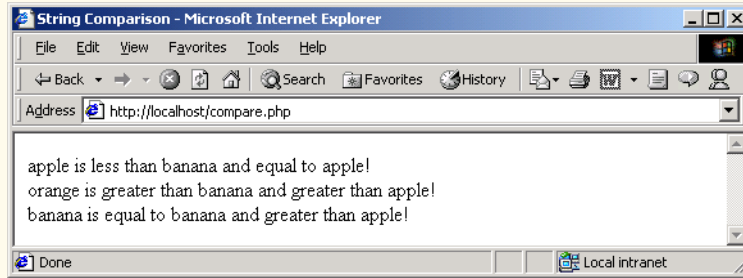 String Comparison - Microsoft Internet Explorer
File Edit View Favorites Tools Help
Back Search Favorites History
Address http://localhost/compare.php
apple is less than banana and equal to apple!
orange is greater than banana and greater than apple!
banana is equal to banana and greater than apple!
Done Local intranet